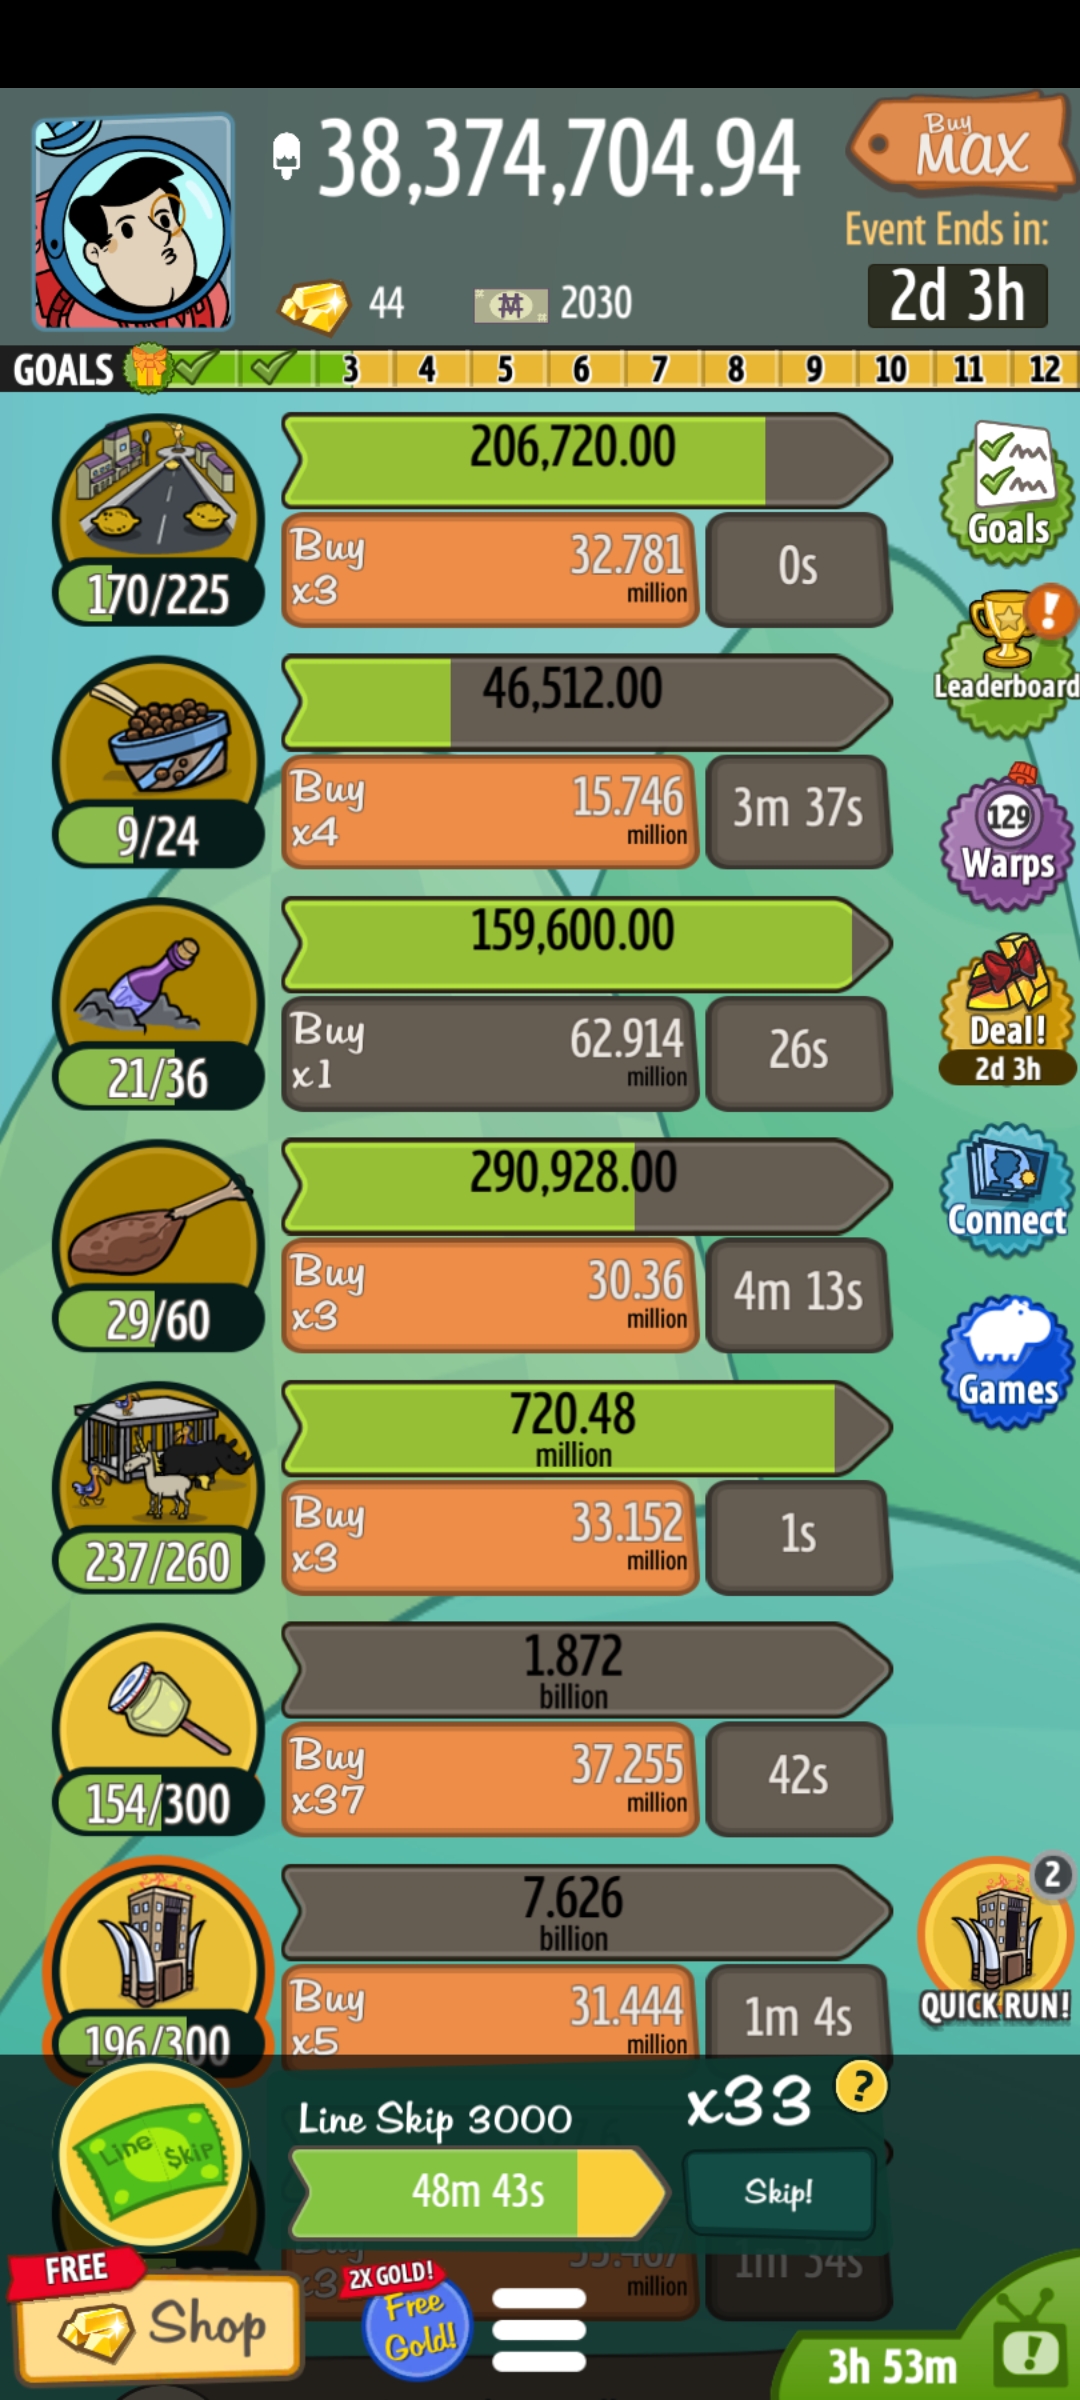 38,374,704.94
Buy
MAX
Event Ends in:
2d 3h
44
2030
GOALS
3 4 5 6 7 8 9 10 11 12
206,720.00
Buy
x3
32.781
million
0s
170/225
Goals
46,512.00
Buy
x4
15.746
million
3m 37s
9/24
!
Leaderboard
159,600.00
Buy
x1
62.914
million
26s
21/36
129
Warps
290,928.00
Buy
x3
30.36
million
4m 13s
29/60
Deal!
2d 3h
720.48
million
Buy
x3
33.152
million
1s
237/260
Connect
1.872
billion
Buy
x37
37.255
million
42s
154/300
Games
7.626
billion
Buy
x5
31.444
million
1m 4s
196/300
2
QUICK RUN!
Line Skip
Line Skip 3000
x33
?
48m 43s
Skip!
Buy
x3
million
1m 34s
FREE
Shop
2X GOLD!
Free
Gold!
3h 53m
!